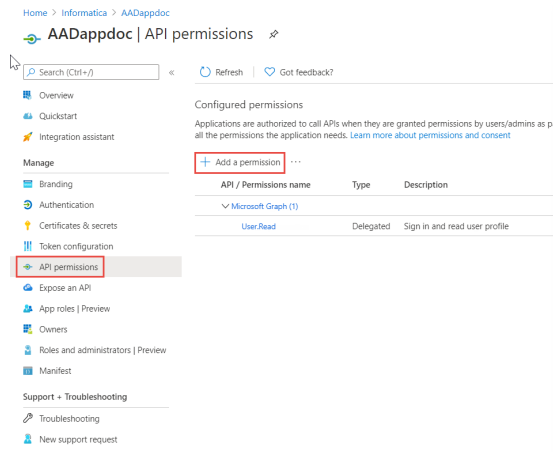 Home > Informatica > AADappdoc
AADappdoc | API permissions
Search (Ctrl+/)
«
Refresh
Got feedback?
Overview
Quickstart
Integration assistant
Manage
Branding
Authentication
Certificates & secrets
Token configuration
API permissions
Expose an API
App roles | Preview
Owners
Roles and administrators | Preview
Manifest
Support + Troubleshooting
Troubleshooting
New support request
Configured permissions
Applications are authorized to call APIs when they are granted permissions by users/admins as p
all the permissions the application needs. Learn more about permissions and consent
+ Add a permission ···
API / Permissions name Type Description
Microsoft Graph (1)
User.Read Delegated Sign in and read user profile